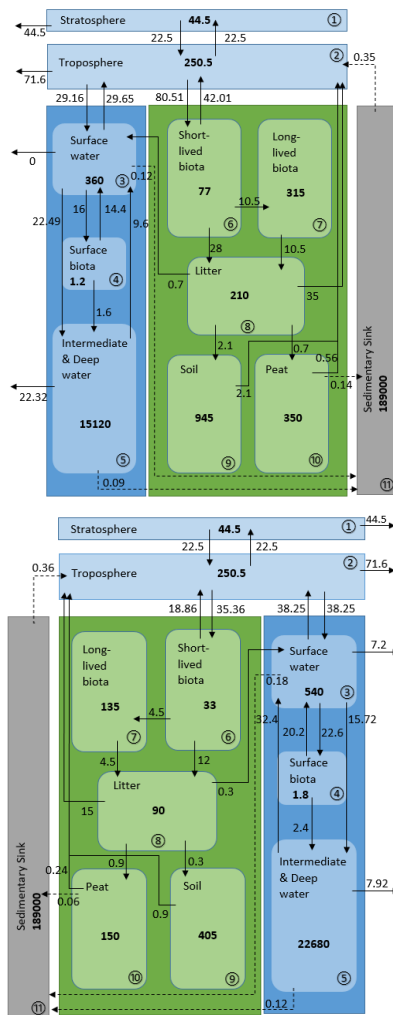 Stratosphere 44.5 ①
44.5
22.5 22.5
Troposphere 250.5 ②
71.6
0.35
29.16 29.65 80.51 42.01
Surface water 360 ③
0
0.12
Short-lived biota 77 ⑥
Long-lived biota 315 ⑦
10.5
22.49 16 14.4 9.6
28 10.5
Surface biota 1.2 ④
Litter 210 ⑧
0.7
35
1.6
2.1 0.7
Intermediate & Deep water 15120 ⑤
22.32
Soil 945 ⑨
2.1
Peat 350 ⑩
0.56
0.14
0.09
Sedimentary Sink 189000 ⑪
Stratosphere 44.5 ①
44.5
22.5 22.5
Troposphere 250.5 ②
71.6
0.36
18.86 35.36 38.25 38.25
Long-lived biota 135 ⑦
Short-lived biota 33 ⑥
4.5
Surface water 540 ③
7.2
0.18
4.5 12
32.4 20.2 22.6 15.72
Litter 90 ⑧
0.3
15
Surface biota 1.8 ④
2.4
0.9 0.3
0.24
0.06
Peat 150 ⑩
0.9
Soil 405 ⑨
Intermediate & Deep water 22680 ⑤
7.92
0.12
Sedimentary Sink 189000 ⑪